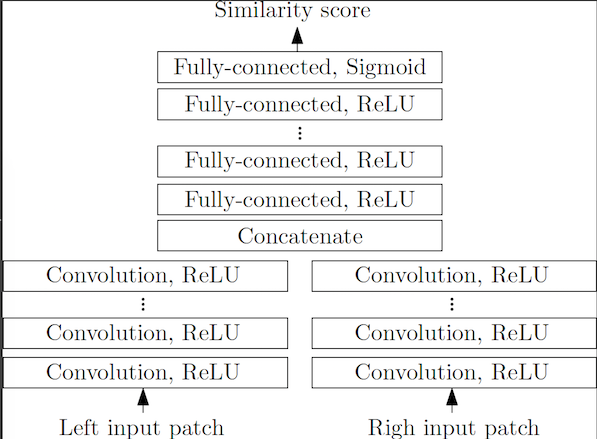 Similarity score
Fully-connected, Sigmoid
Fully-connected, ReLU
Fully-connected, ReLU
Fully-connected, ReLU
Concatenate
Convolution, ReLU
Convolution, ReLU
Convolution, ReLU
Convolution, ReLU
Convolution, ReLU
Convolution, ReLU
Left input patch
Righ input patch